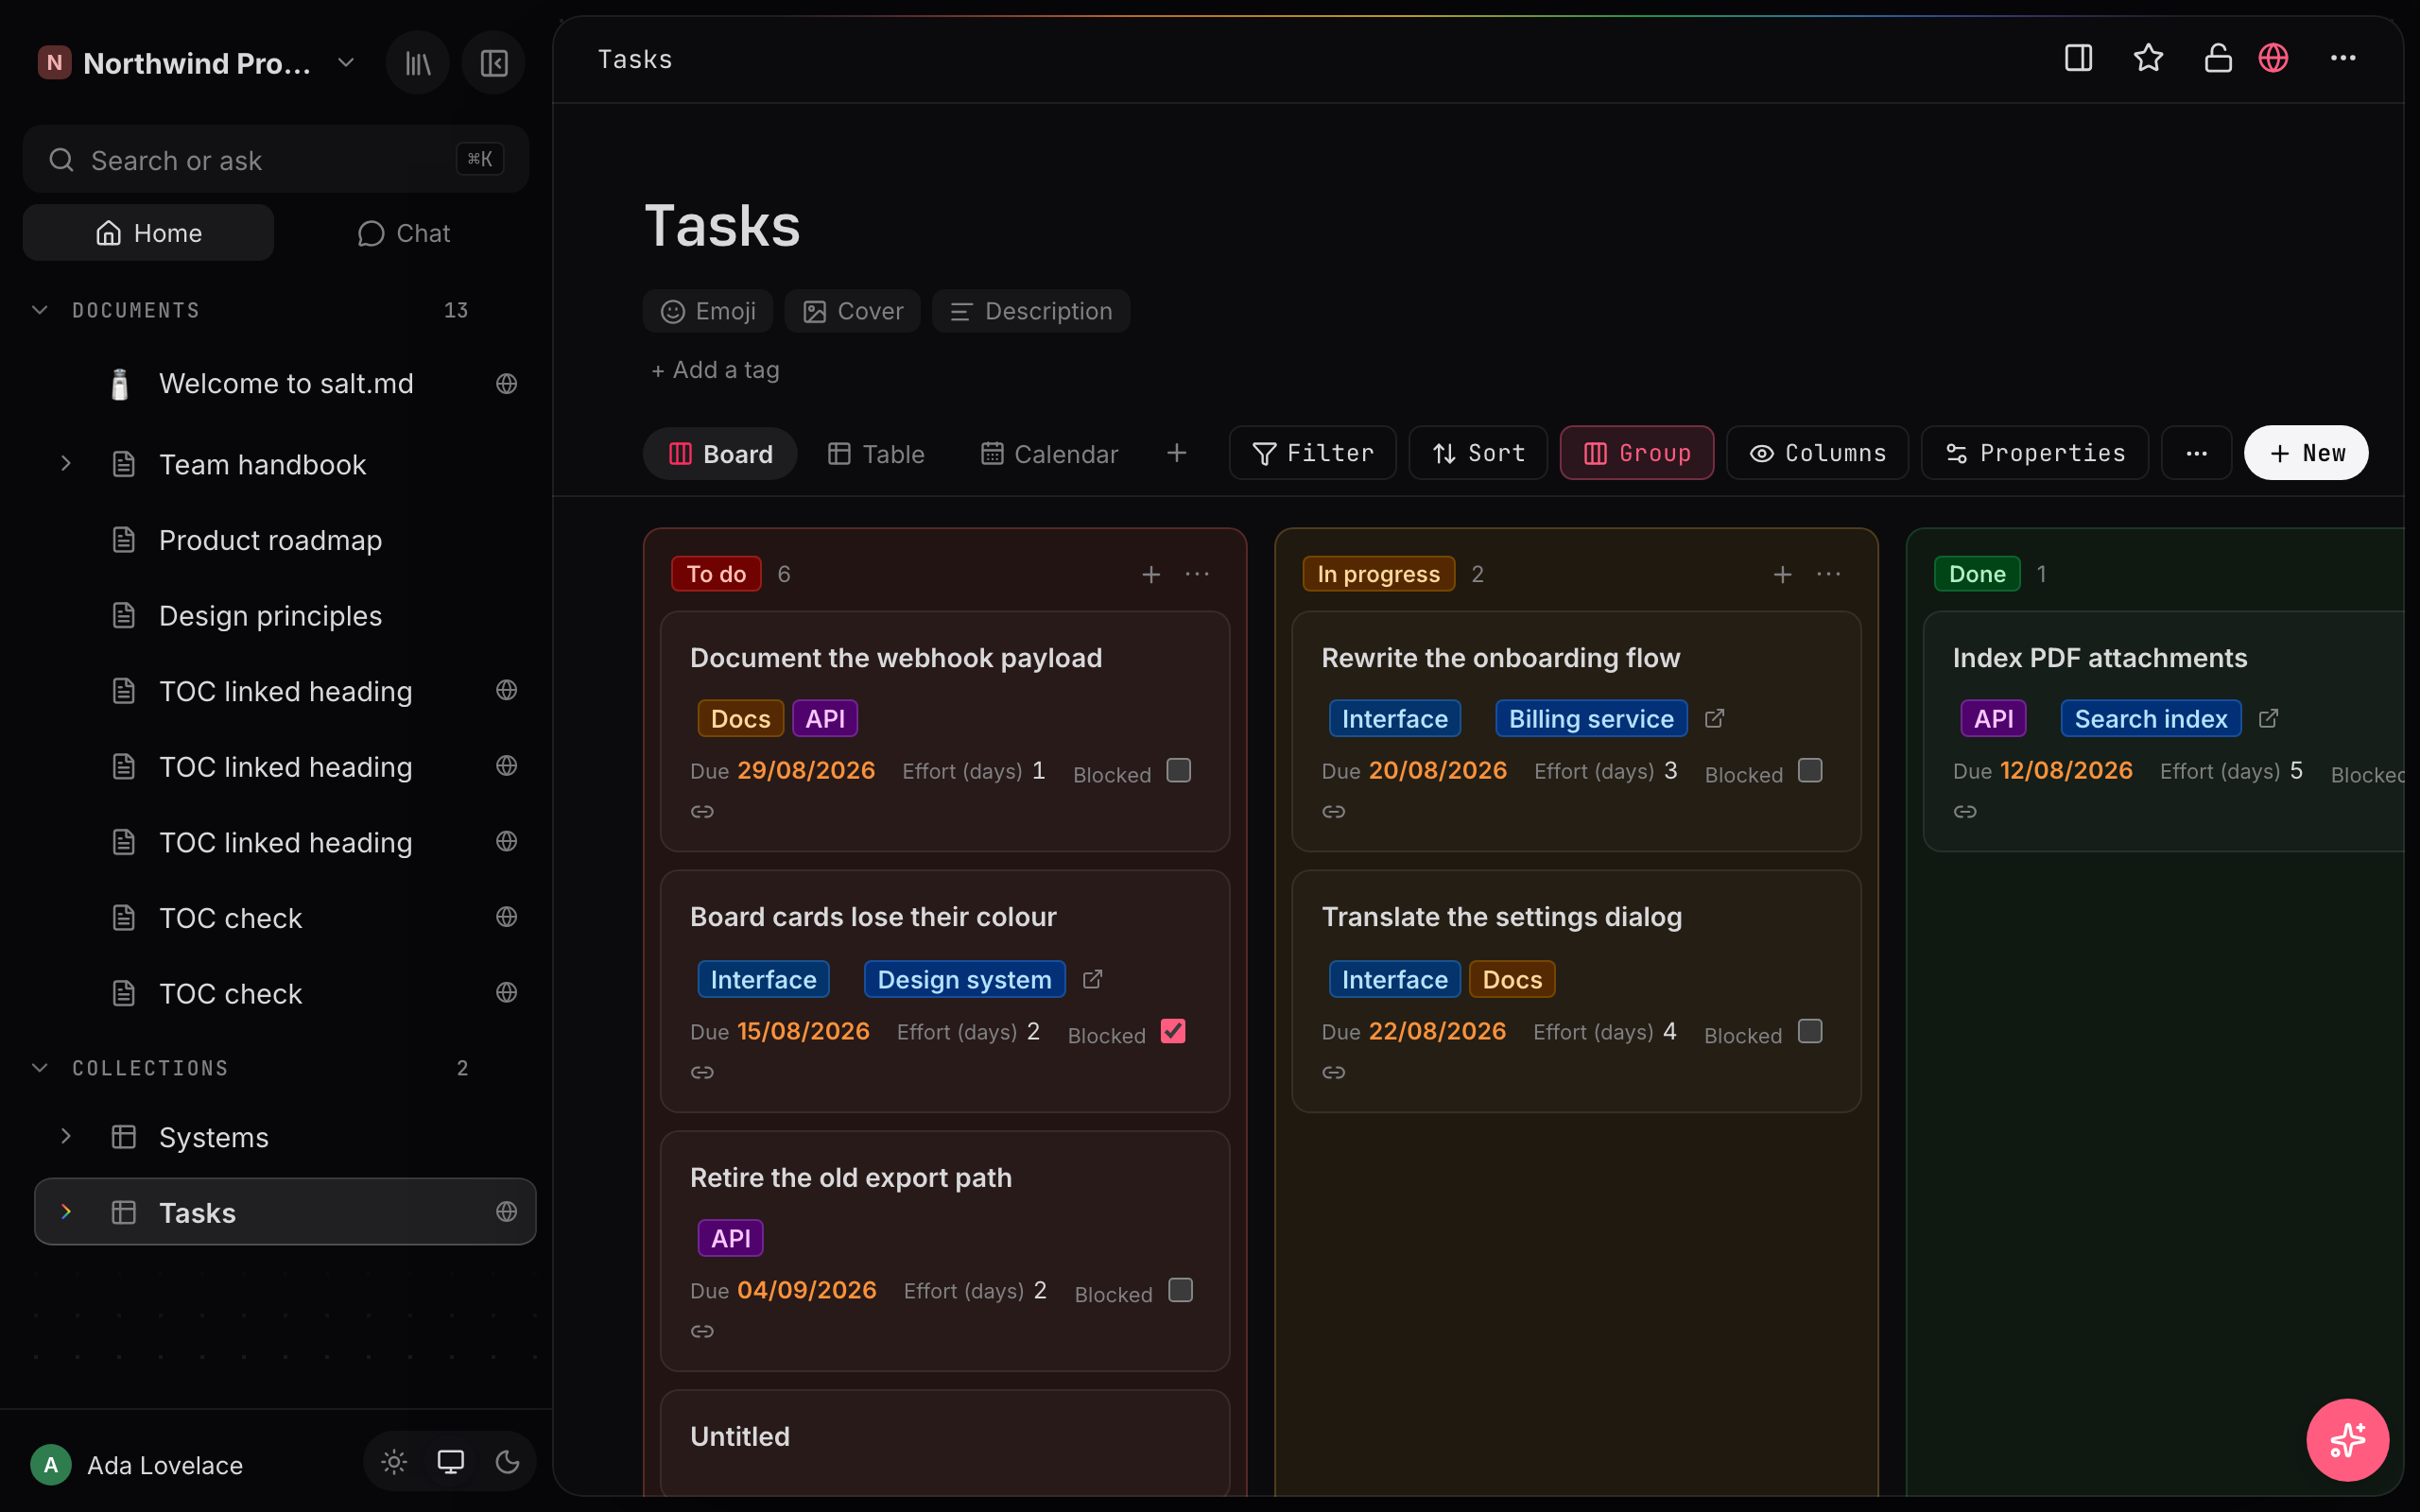 N Northwind Pro...
Search or ask ⌘K
Home Chat
DOCUMENTS 13
Welcome to salt.md
Team handbook
Product roadmap
Design principles
TOC linked heading
TOC linked heading
TOC linked heading
TOC check
TOC check
COLLECTIONS 2
Systems
Tasks
A Ada Lovelace
Tasks
Tasks
Emoji Cover Description
+ Add a tag
Board Table Calendar + Filter Sort Group Columns Properties ... + New
To do 6
Document the webhook payload
Docs API
Due 29/08/2026 Effort (days) 1 Blocked
Board cards lose their colour
Interface Design system
Due 15/08/2026 Effort (days) 2 Blocked
Retire the old export path
API
Due 04/09/2026 Effort (days) 2 Blocked
Untitled
In progress 2
Rewrite the onboarding flow
Interface Billing service
Due 20/08/2026 Effort (days) 3 Blocked
Translate the settings dialog
Interface Docs
Due 22/08/2026 Effort (days) 4 Blocked
Done 1
Index PDF attachments
API Search index
Due 12/08/2026 Effort (days) 5 Blocked